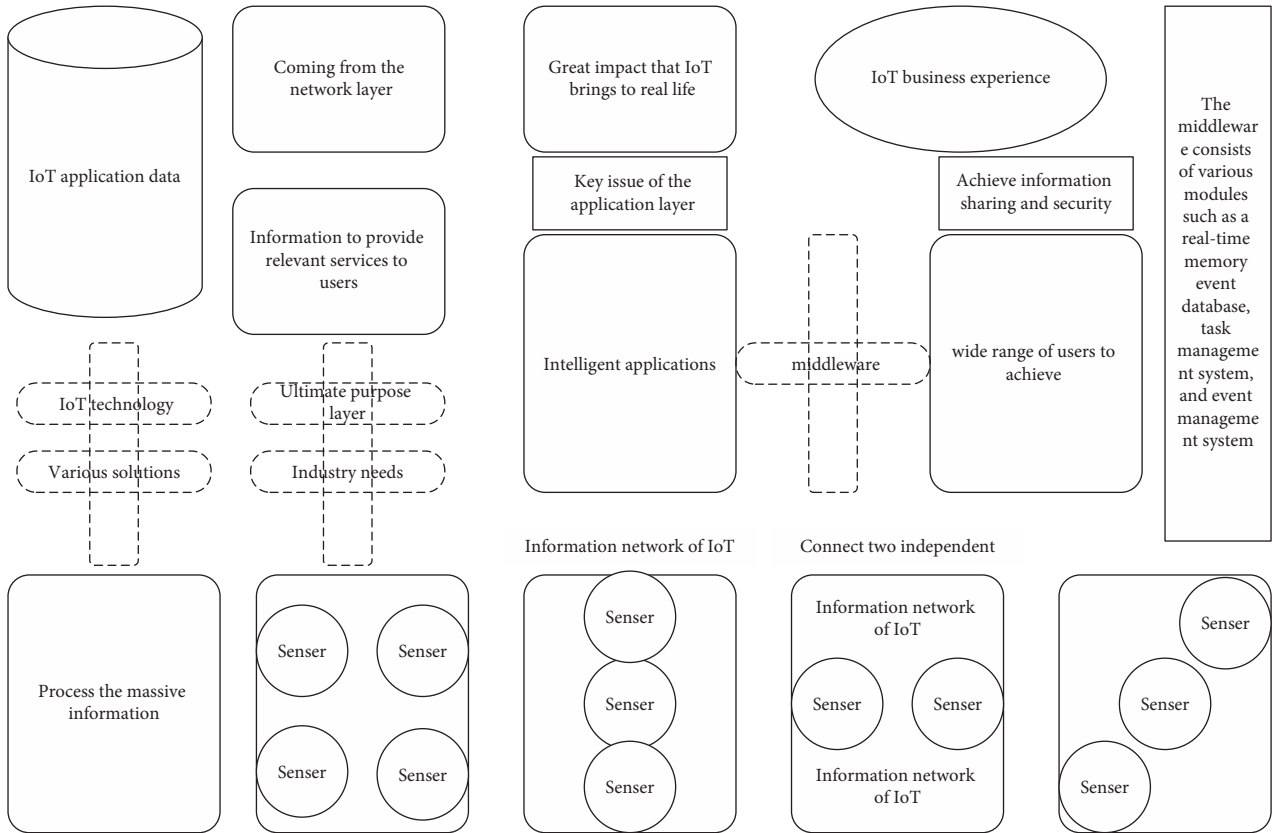 IoT application data
Coming from the
network layer
Information to provide
relevant services to
users
Great impact that IoT
brings to real life
Key issue of the
application layer
IoT business experience
Achieve information
sharing and security
The
middlewar
e consists
of various
modules
such as a
real-time
memory
event
database,
task
manageme
nt system,
and event
manageme
nt system
IoT technology
Various solutions
Ultimate purpose
layer
Industry needs
Intelligent applications
middleware
wide range of users to
achieve
Process the massive
information
Senser
Senser
Senser
Senser
Information network of IoT
Senser
Senser
Senser
Connect two independent
Information network
of IoT
Senser
Senser
Information network
of IoT
Senser
Senser
Senser